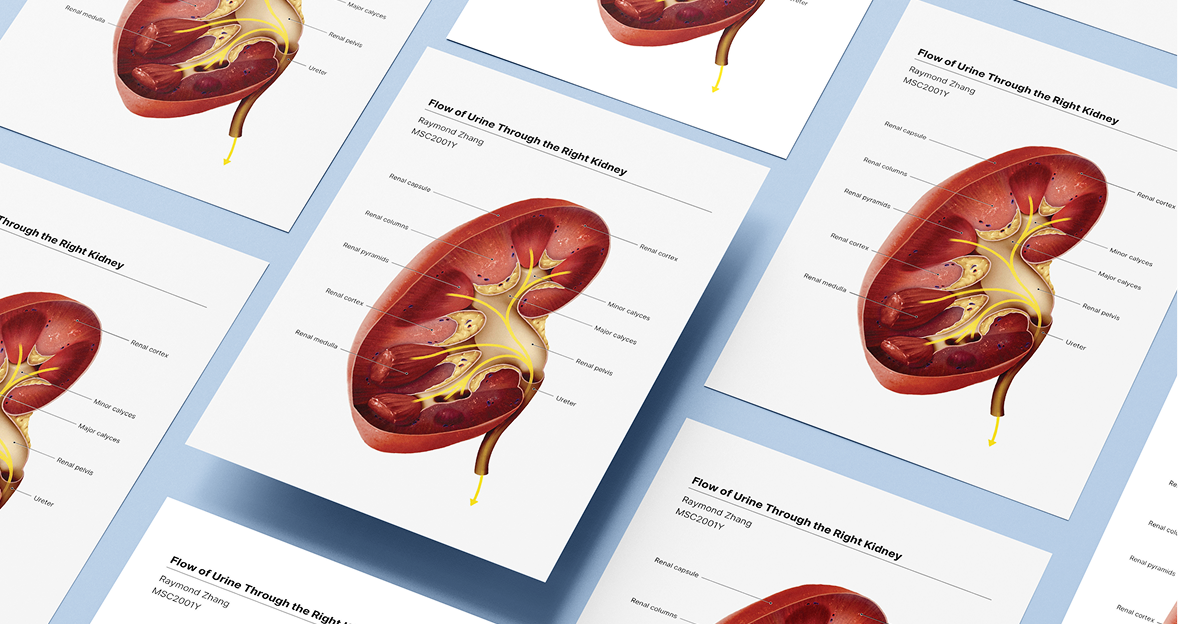 Major calyces
Renal medulla
Renal pelvis
Ureter
Flow of Urine Through the Right Kidney
Raymond Zhang
MSC2001Y
Renal capsule
Renal columns
Renal cortex
Renal pyramids
Renal cortex
Minor calyces
Major calyces
Renal medulla
Renal pelvis
Ureter
Flow of Urine Through the Right Kidney
Raymond Zhang
MSC2001Y
Renal capsule
Renal columns
Renal cortex
Renal pyramids
Renal cortex
Minor calyces
Major calyces
Renal medulla
Renal pelvis
Ureter
Through the Right Kidney
Renal cortex
Minor calyces
Major calyces
Renal pelvis
Ureter
Flow of Urine Through the Right
Raymond Zhang
MSC2001Y
Flow of Urine Through the Right Kidney
Raymond Zhang
MSC2001Y
Renal capsule
Renal columns
Renal
Renal pyramids
Renal cortex